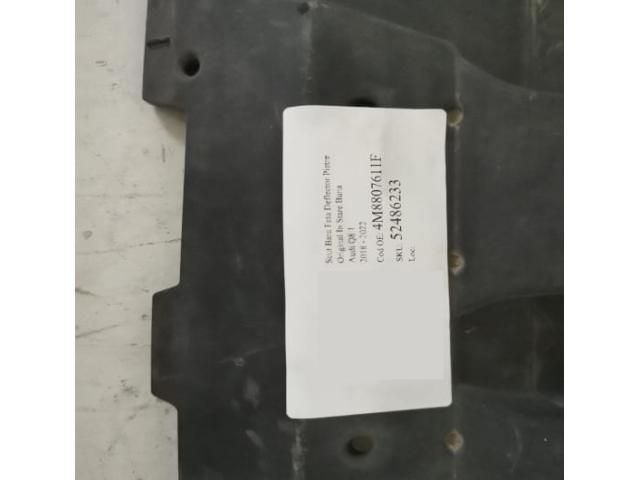 Scut Bara Fata Deflector Pietre
Original In Stare Buna
Audi Q8 1
2018 - 2022
Cod OE: 4M8807611F
SKU: 52486233
Loc: